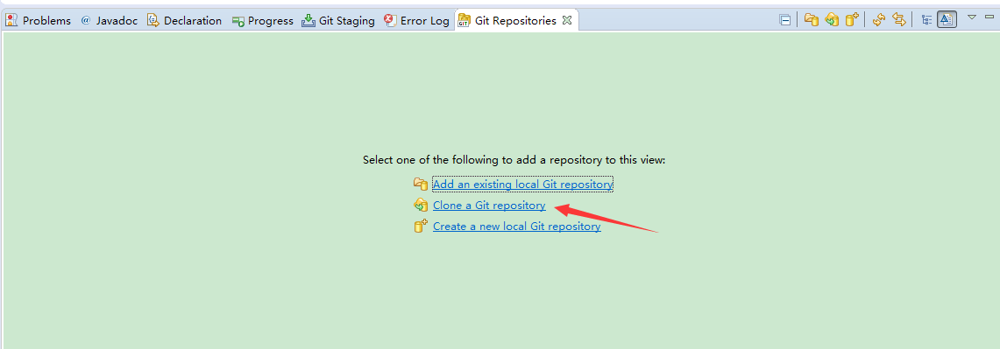 Problems @ Javadoc Declaration Progress Git Staging Error Log GIT Git Repositories
Select one of the following to add a repository to this view:
Add an existing local Git repository
Clone a Git repository
Create a new local Git repository